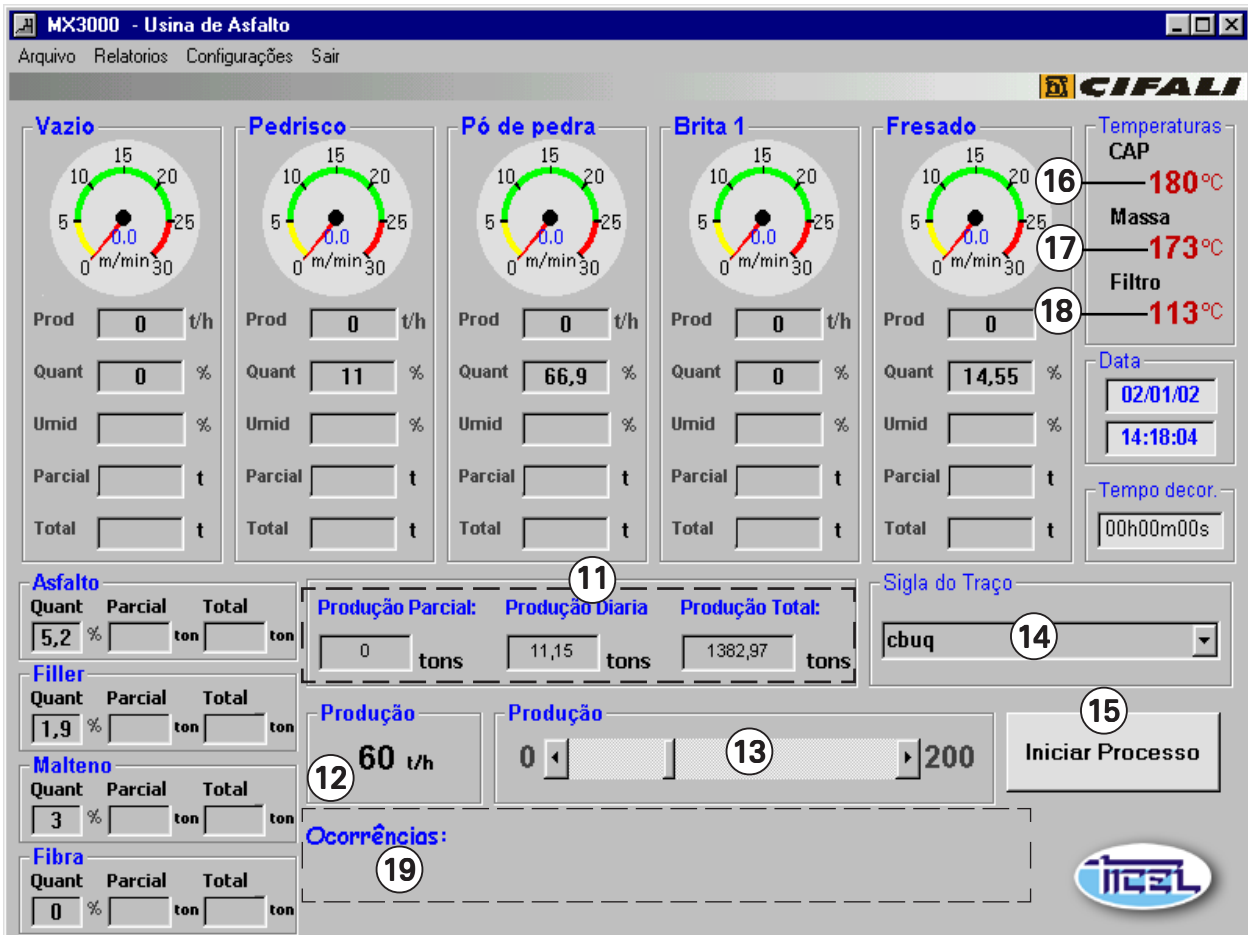 MX3000 - Usina de Asfalto
Arquivo Relatorios Configurações Sair
CIFALI
Vazio Pedrisco Pó de pedra Brita 1 Fresado Temperaturas
CAP
15 15 15 15 15
10 20 10 20 10 20 10 20 10 20 16 180°C
5 25 5 25 5 25 5 25 5 25 Massa
0.0 0.0 0.0 0.0 0.0 17 173°C
0 m/min 30 0 m/min 30 0 m/min 30 0 m/min 30 0 m/min 30
Filtro
Prod 0 t/h Prod 0 t/h Prod 0 t/h Prod 0 t/h Prod 0 18 113°C
Quant 0 % Quant 11 % Quant 66,9 % Quant 0 % Quant 14,55 % Data
02/01/02
Umid % Umid % Umid % Umid % Umid % 14:18:04
Parcial t Parcial t Parcial t Parcial t Parcial t Tempo decor.
Total t Total t Total t Total t Total t 00h00m00s
Asfalto 11 Sigla do Traço
Quant Parcial Total Produção Parcial: Produção Diaria Produção Total:
5,2 % ton ton 0 tons 11,15 tons 1382,97 tons cbuq 14
Filler
Quant Parcial Total Produção Produção 15
1,9 % ton ton 12 60 t/h 0 13 200 Iniciar Processo
Malteno
Quant Parcial Total
3 % ton ton Ocorrências:
Fibra 19
Quant Parcial Total TICEL
0 % ton ton